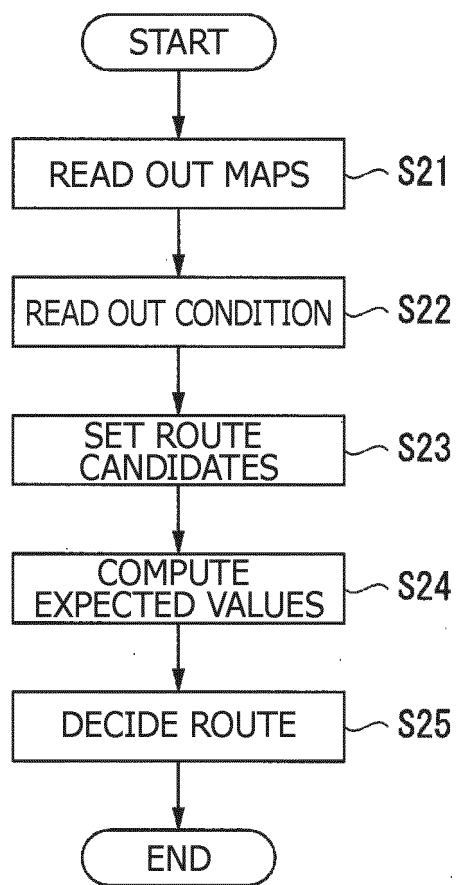 START
READ OUT MAPS
S21
READ OUT CONDITION
S22
SET ROUTE
CANDIDATES
S23
COMPUTE
EXPECTED VALUES
S24
DECIDE ROUTE
S25
END